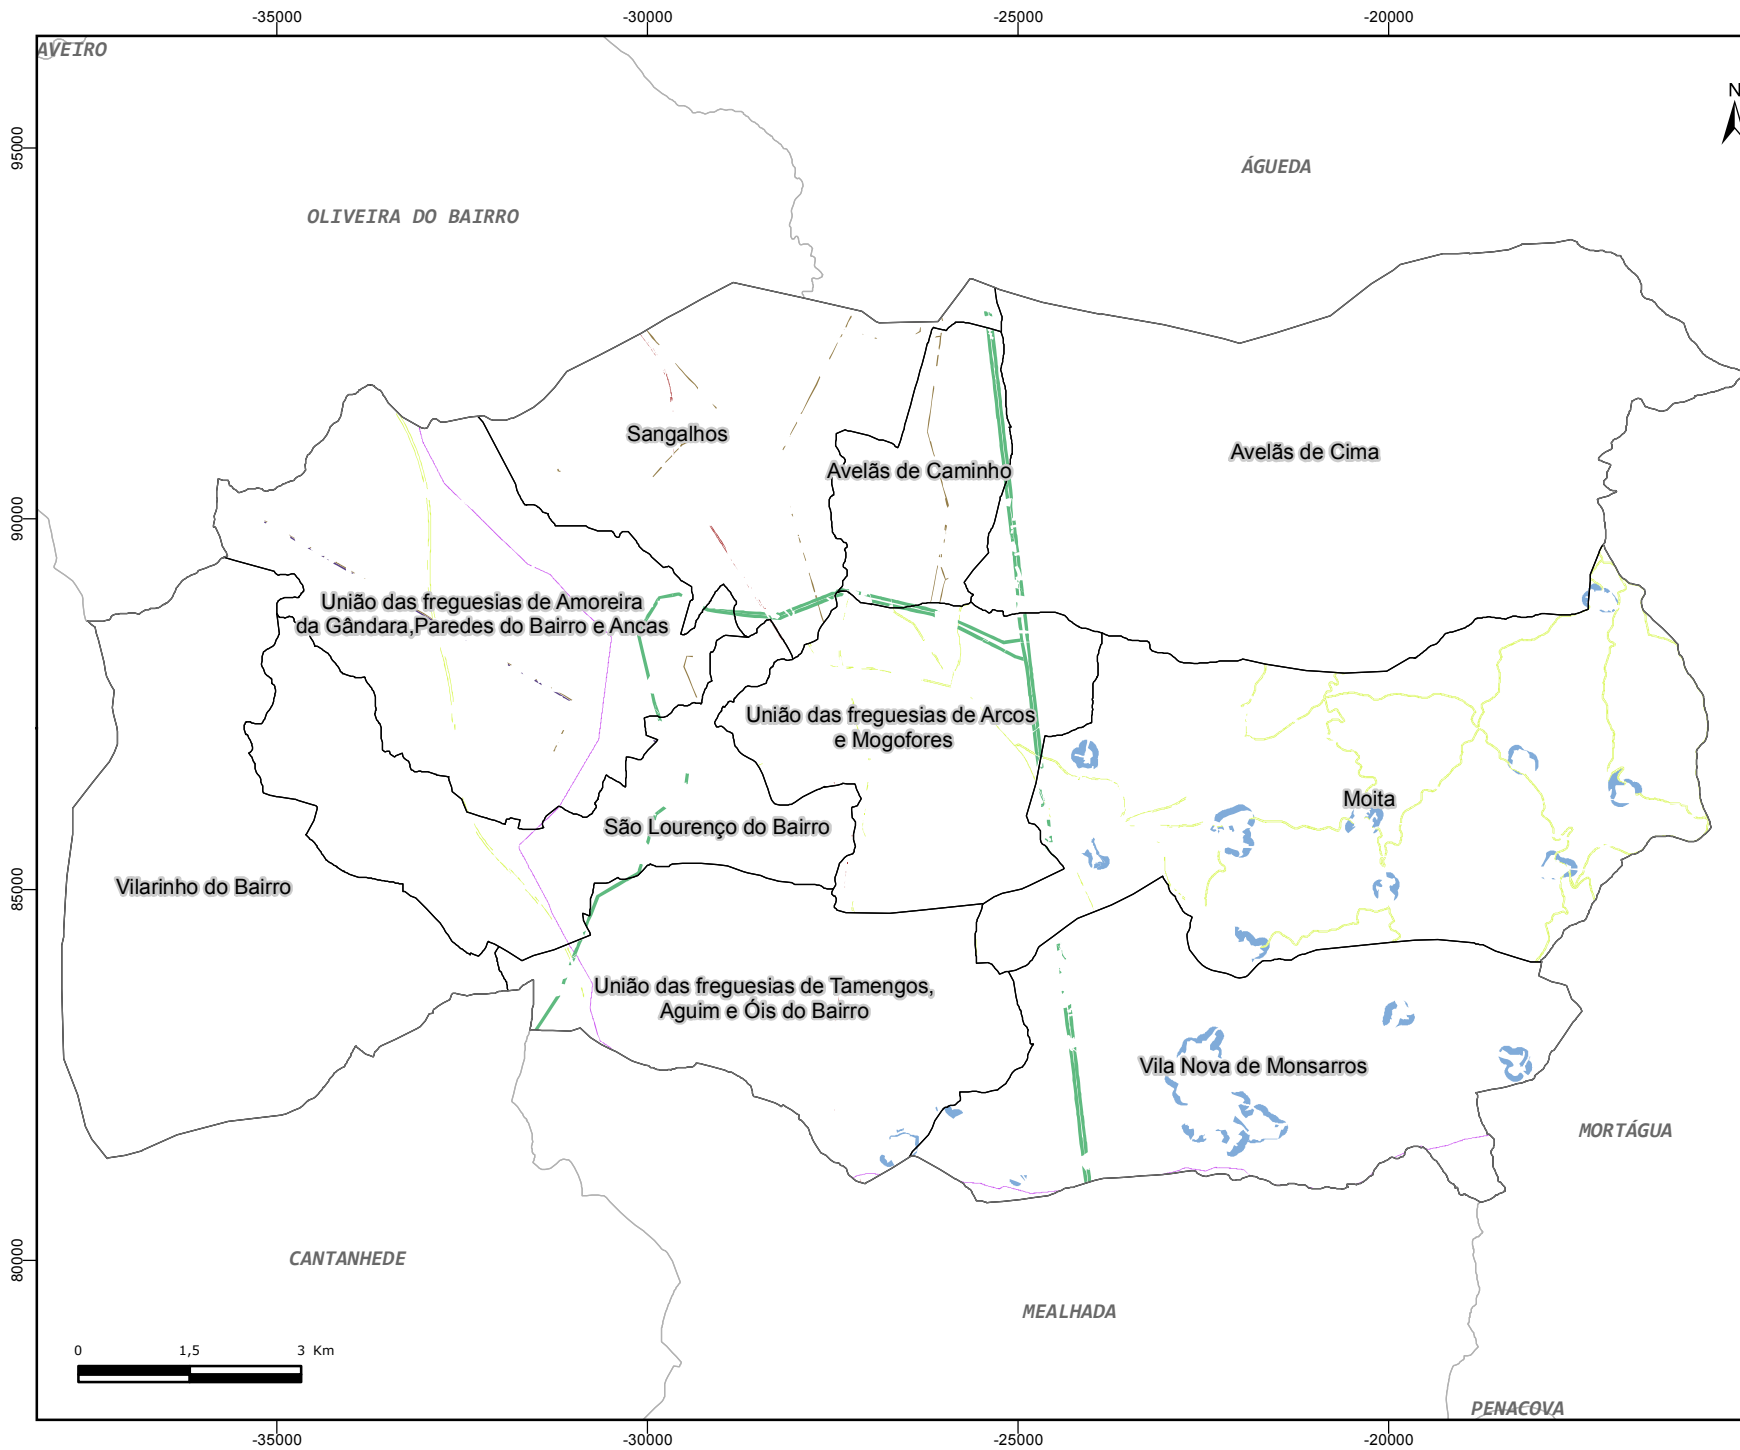 -35000 -30000 -25000 -20000
AVEIRO
N
95000
ÁGUEDA
OLIVEIRA DO BAIRRO
Sangalhos
Avelãs de Cima
Avelãs de Caminho
90000
União das freguesias de Amoreira
da Gândara,Paredes do Bairro e Ancas
União das freguesias de Arcos
e Mogofores
Moita
São Lourenço do Bairro
Vilarinho do Bairro
85000
União das freguesias de Tamengos,
Aguim e Óis do Bairro
Vila Nova de Monsarros
MORTÁGUA
80000
CANTANHEDE
MEALHADA
0 1,5 3 Km
PENACOVA
-35000 -30000 -25000 -20000